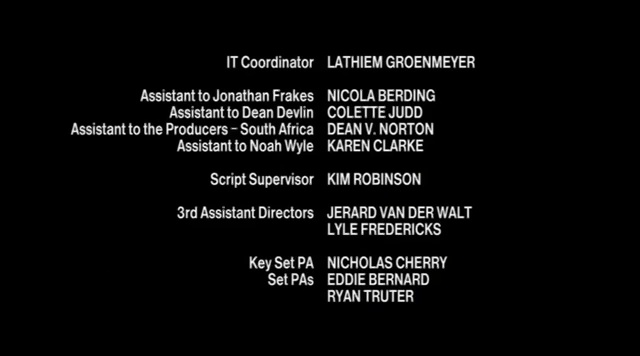 IT Coordinator LATHIEM GROENMEYER
Assistant to Jonathan Frakes NICOLA BERDING
Assistant to Dean Devlin COLETTE JUDD
Assistant to the Producers – South Africa DEAN V. NORTON
Assistant to Noah Wyle KAREN CLARKE
Script Supervisor KIM ROBINSON
3rd Assistant Directors JERARD VAN DER WALT
LYLE FREDERICKS
Key Set PA NICHOLAS CHERRY
Set PAs EDDIE BERNARD
RYAN TRUTER